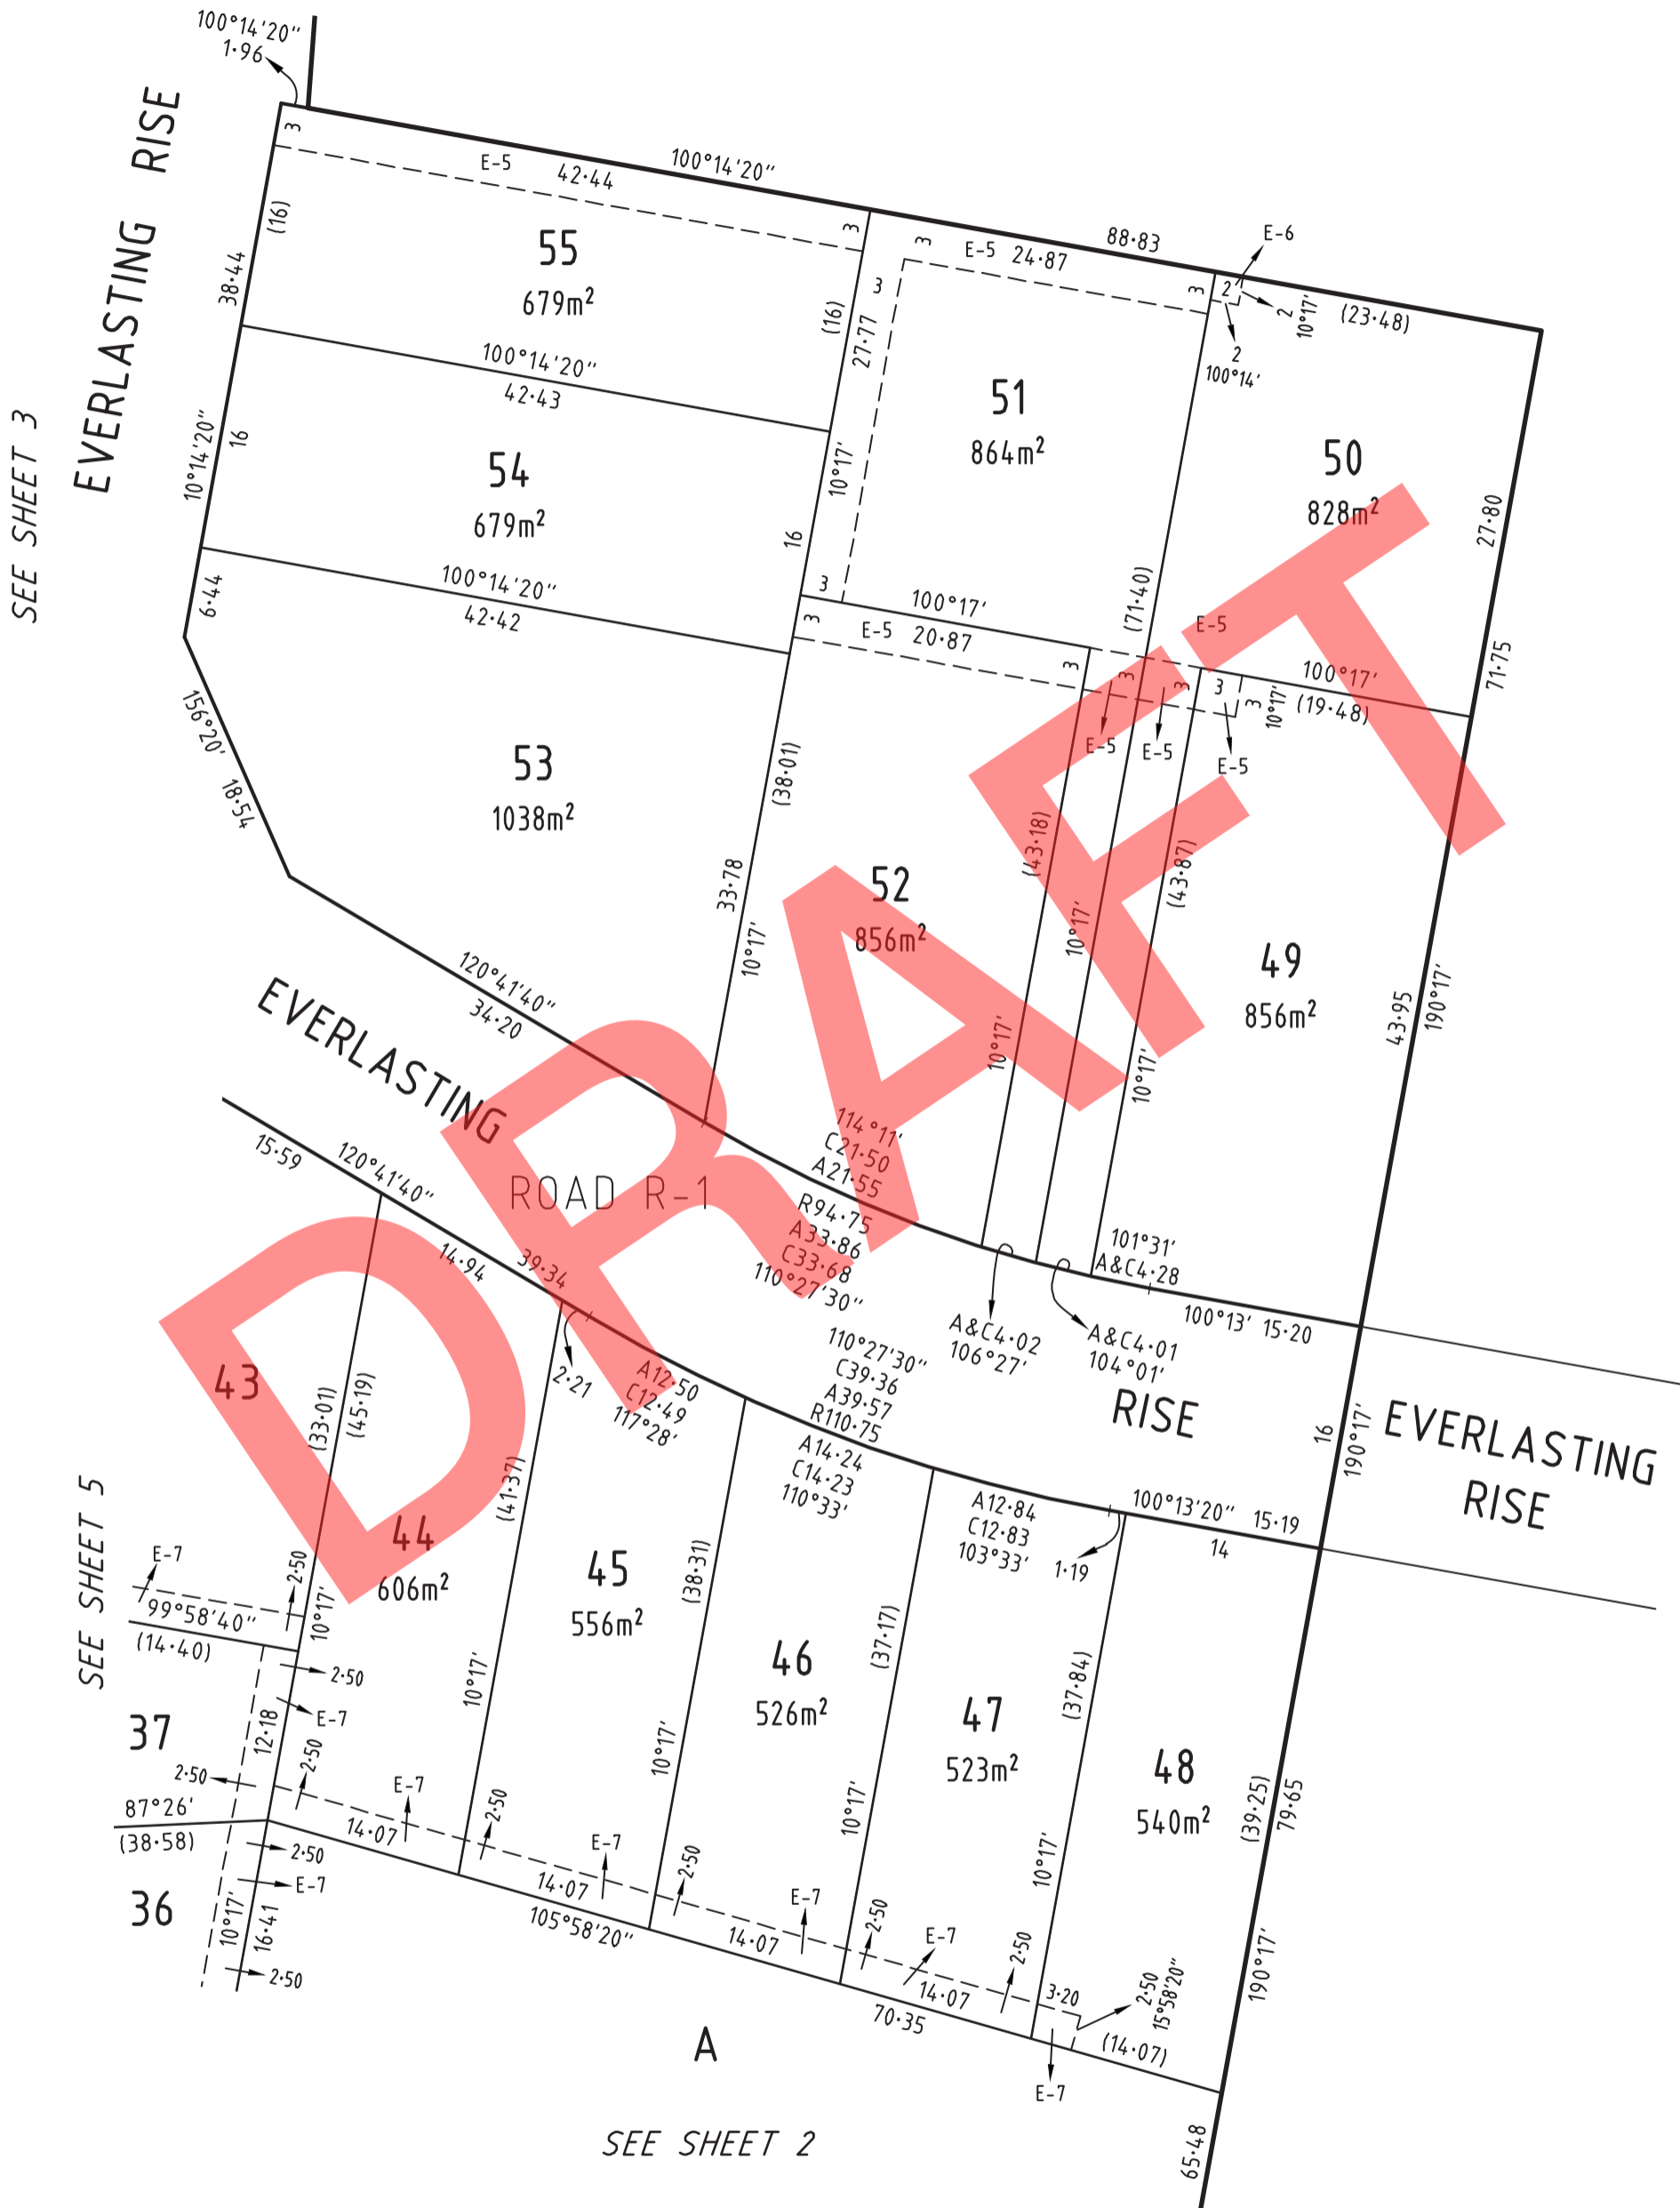 100°14'20"
1·96
EVERLASTING RISE
SEE SHEET 3
3
E-5
42·44
100°14'20"
(16)
38·44
55
679m²
3
3
(16)
27·77
3
E-5 24·87
88·83
3
2
E-6
2
10°17'
2
100°14'
(23·48)
100°14'20"
42·43
10°14'20"
16
54
679m²
10°17'
16
51
864m²
50
828m²
27·80
71·75
6·44
100°14'20"
42·42
3
3
100°17'
E-5 20·87
3
(71·40)
E-5
3
3
3
3
10°17'
100°17'
(19·48)
E-5
E-5
E-5
156°20'
18·54
53
1038m²
(38·01)
33·78
10°17'
52
856m²
(43·18)
10°17'
10°17'
(43·87)
10°17'
49
856m²
43·95
190°17'
120°41'40"
34·20
EVERLASTING
ROAD R-1
114°11'
C21·50
A21·55
R94·75
A33·86
C33·68
110°27'30"
101°31'
A&C4·28
100°13' 15·20
A&C4·02
106°27'
A&C4·01
104°01'
RISE
EVERLASTING
RISE
16
190°17'
15·59
120°41'40"
14·94
39·34
2·21
A12·50
C12·49
117°28'
110°27'30"
C39·36
A39·57
R110·75
A14·24
C14·23
110°33'
A12·84
C12·83
103°33'
1·19
100°13'20" 15·19
14
43
(33·01)
(45·19)
44
606m²
(41·37)
10°17'
45
556m²
(38·31)
10°17'
46
526m²
(37·17)
10°17'
47
523m²
(37·84)
10°17'
48
540m²
(39·25)
79·65
190°17'
SEE SHEET 5
E-7
99°58'40"
(14·40)
2·50
10°17'
2·50
E-7
37
12·18
2·50
2·50
87°26'
(38·58)
2·50
E-7
36
10°17'
16·41
2·50
E-7
14·07
2·50
E-7
14·07
105°58'20"
2·50
E-7
14·07
2·50
E-7
14·07
70·35
2·50
3·20
2·50
15°58'20"
(14·07)
E-7
A
SEE SHEET 2
65·48
DRAFT